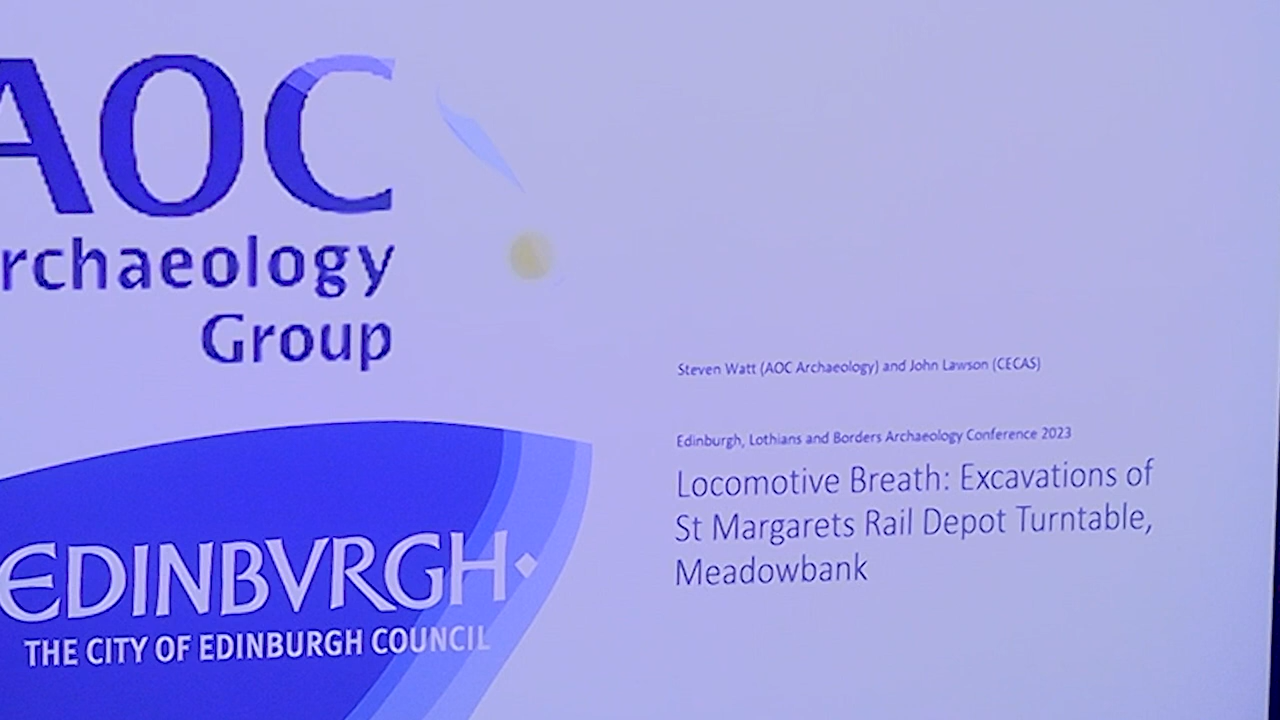 AOC
rchaeology
Group
EDINBVRGH
THE CITY OF EDINBURGH COUNCIL
Steven Watt (AOC Archaeology) and John Lawson (CECAS)
Edinburgh, Lothians and Borders Archaeology Conference 2023
Locomotive Breath: Excavations of
St Margarets Rail Depot Turntable,
Meadowbank